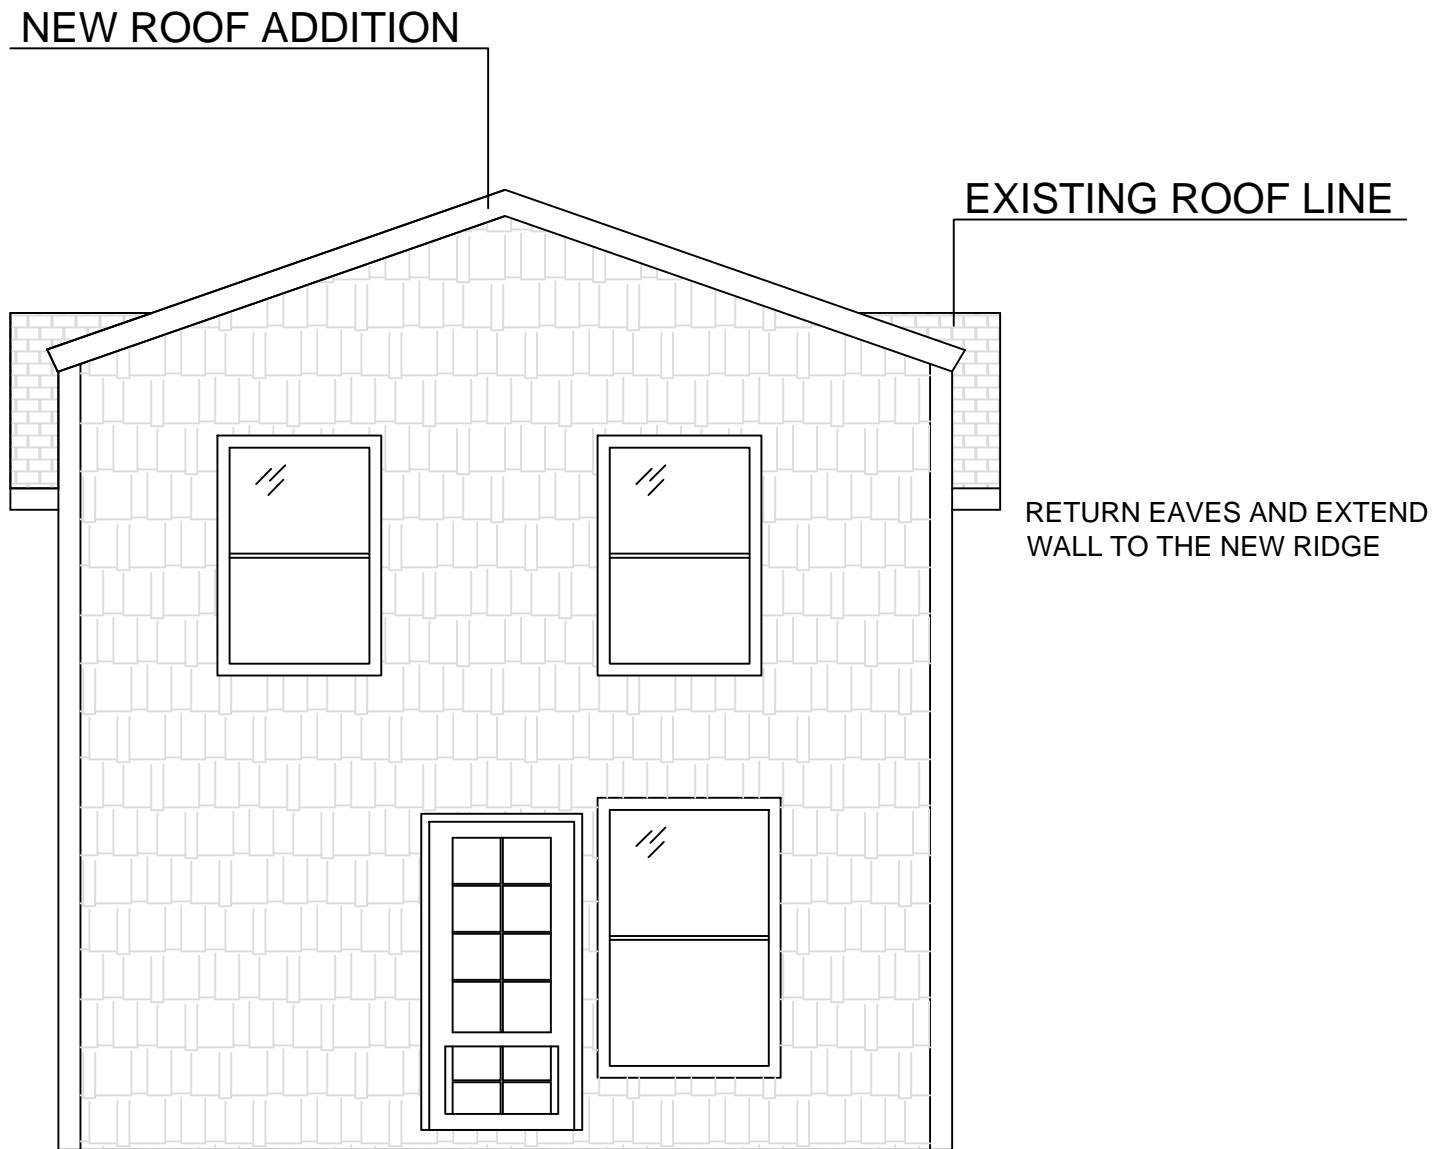 NEW ROOF ADDITION
EXISTING ROOF LINE
RETURN EAVES AND EXTEND
WALL TO THE NEW RIDGE